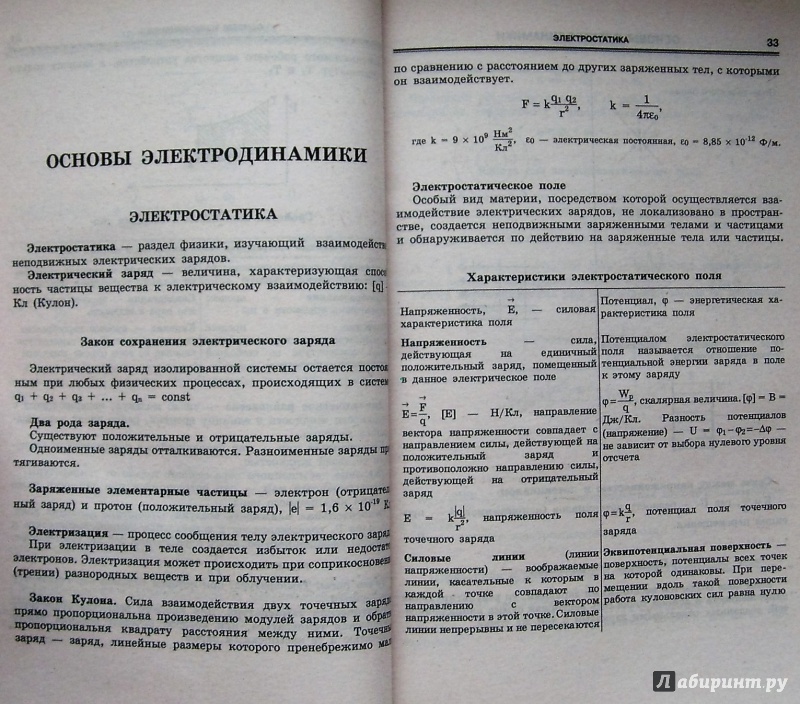 ОСНОВЫ ЭЛЕКТРОДИНАМИКИ
ЭЛЕКТРОСТАТИКА
Электростатика — раздел физики, изучающий взаимодейств
неподвижных электрических зарядов.
Электрический заряд — величина, характеризующая спос
ность частицы вещества к электрическому взаимодействию: [q]
Кл (Кулон).
Закон сохранения электрического заряда
Электрический заряд изолированной системы остается постоя
ным при любых физических процессах, происходящих в систем
q₁ + q₂ + q₃ + ... + qₙ = const
Два рода заряда.
Существуют положительные и отрицательные заряды.
Одноименные заряды отталкиваются. Разноименные заряды пр
тягиваются.
Заряженные элементарные частицы — электрон (отрицател
ный заряд) и протон (положительный заряд), |e| = 1,6 × 10⁻¹⁹ К
Электризация — процесс сообщения телу электрического заряд
При электризации в теле создается избыток или недоста
электронов. Электризация может происходить при соприкосновен
(трении) разнородных веществ и при облучении.
Закон Кулона. Сила взаимодействия двух точечных заряд
прямо пропорциональна произведению модулей зарядов и обрат
пропорциональня квадрату расстояния между ними. Точечны
заряд — заряд, линейные размеры которого пренебрежимо мал
ЭЛЕКТРОСТАТИКА 33
по сравнению с расстоянием до других заряженных тел, с которыми
он взаимодействует.
F = k q₁ q₂ / r², k = 1 / 4πε₀,
где k = 9 × 10⁹ Нм² / Кл², ε₀ — электрическая постоянная, ε₀ = 8,85 × 10⁻¹² Ф/м.
Электростатическое поле
Особый вид материи, посредством которой осуществляется вза-
имодействие электрических зарядов, не локализовано в простран-
стве, создается неподвижными заряженными телами и частицами
и обнаруживается по действию на заряженные тела или частицы.
Характеристики электростатического поля
Напряженность, E⃗, — силовая
характеристика поля
Напряженность — сила,
действующая на единичный
положительный заряд, помещенный
в данное электрическое поле
E⃗ = F⃗ / q, [E] — Н/Кл, направление
вектора напряженности совпадает с
направлением силы, действующей на
положительный заряд и
противоположно направлению силы,
действующей на отрицательный
заряд
E = k |q| / r², напряженность поля
точечного заряда
Силовые линии (линии
напряженности) — воображаемые
линии, касательные к которым в
каждой точке совпадают по
направлению с вектором
напряженности в этой точке. Силовые
линии непрерывны и не пересекаются
Потенциал, φ — энергетическая ха-
рактеристика поля
Потенциалом электростатического
поля называется отношение по-
тенциальной энергии заряда в поле
к этому заряду
φ = Wₚ / q, скалярная величина. [φ] = В =
Дж/Кл. Разность потенциалов
(напряжение) — U = φ₁–φ₂=–Δφ —
не зависит от выбора нулевого уровня
отсчета
φ = k q / r, потенциал поля точечного
заряда
Эквипотенциальная поверхность —
поверхность, потенциалы всех точек
на которой одинаковы. При пере-
мещении вдоль такой поверхности
работа кулоновских сил равна нулю
Лабиринт.ру